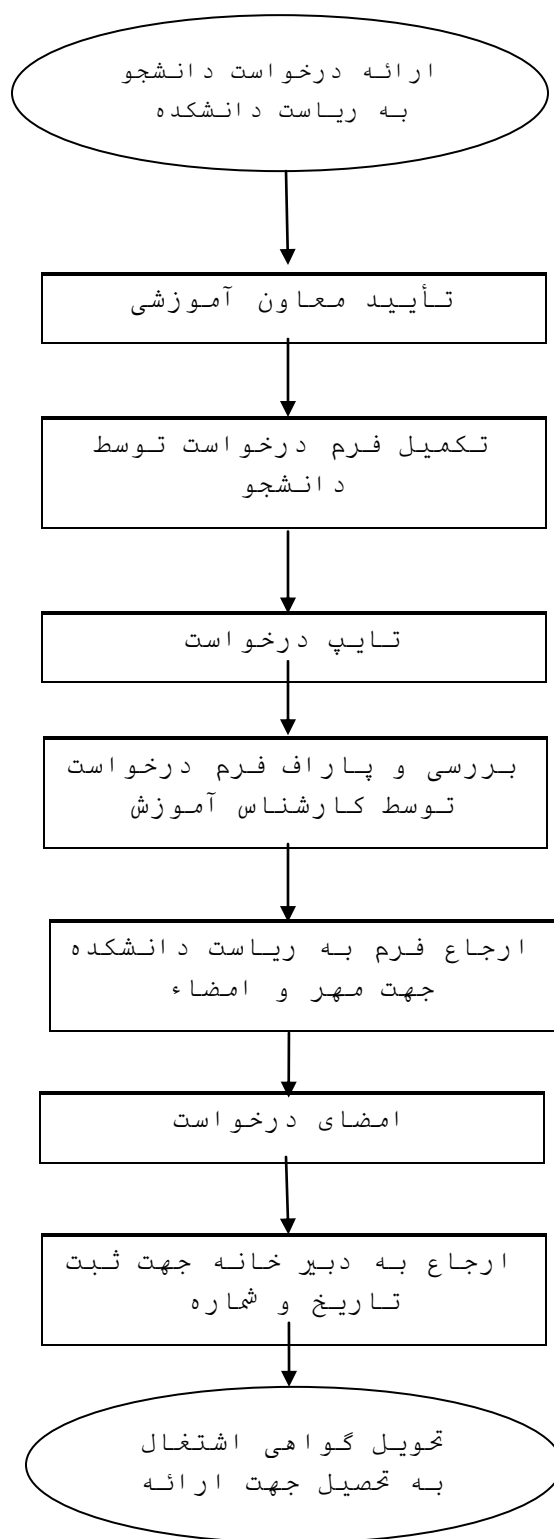 ارائه درخواست دانشجو
به ریاست دانشکده
تأیید معاون آموزشی
تکمیل فرم درخواست توسط
دانشجو
تایپ درخواست
بررسی و پاراف فرم درخواست
توسط کارشناس آموزش
ارجاع فرم به ریاست دانشکده
جهت مهر و امضاء
امضای درخواست
ارجاع به دبیر خانه جهت ثبت
تاریخ و شماره
تحویل گواهی اشتغال
به تحصیل جهت ارائه